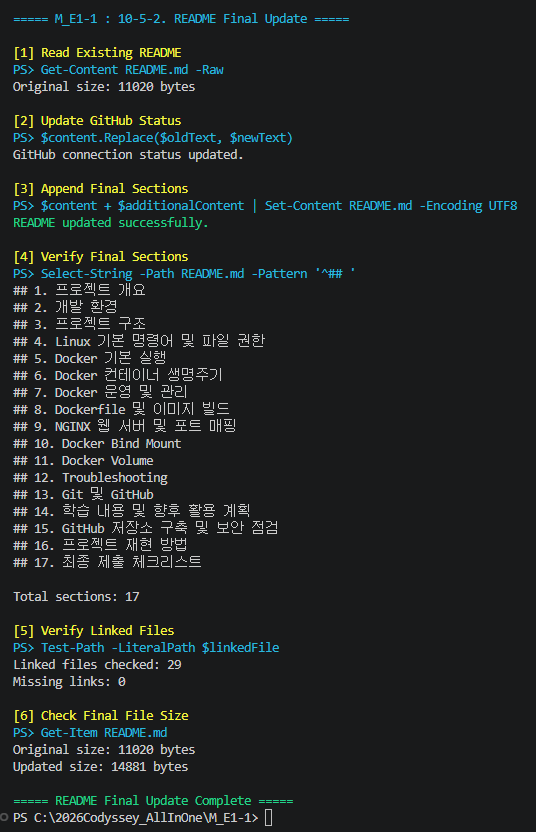 ===== M_E1-1 : 10-5-2. README Final Update =====
[1] Read Existing README
PS> Get-Content README.md -Raw
Original size: 11020 bytes
[2] Update GitHub Status
PS> $content.Replace($oldText, $newText)
GitHub connection status updated.
[3] Append Final Sections
PS> $content + $additionalContent | Set-Content README.md -Encoding UTF8
README updated successfully.
[4] Verify Final Sections
PS> Select-String -Path README.md -Pattern '^## '
## 1. 프로젝트 개요
## 2. 개발 환경
## 3. 프로젝트 구조
## 4. Linux 기본 명령어 및 파일 권한
## 5. Docker 기본 실행
## 6. Docker 컨테이너 생명주기
## 7. Docker 운영 및 관리
## 8. Dockerfile 및 이미지 빌드
## 9. NGINX 웹 서버 및 포트 매핑
## 10. Docker Bind Mount
## 11. Docker Volume
## 12. Troubleshooting
## 13. Git 및 GitHub
## 14. 학습 내용 및 향후 활용 계획
## 15. GitHub 저장소 구축 및 보안 점검
## 16. 프로젝트 재현 방법
## 17. 최종 제출 체크리스트
Total sections: 17
[5] Verify Linked Files
PS> Test-Path -LiteralPath $linkedFile
Linked files checked: 29
Missing links: 0
[6] Check Final File Size
PS> Get-Item README.md
Original size: 11020 bytes
Updated size: 14881 bytes
===== README Final Update Complete =====
PS C:\2026Codyssey_AllInOne\M_E1-1>